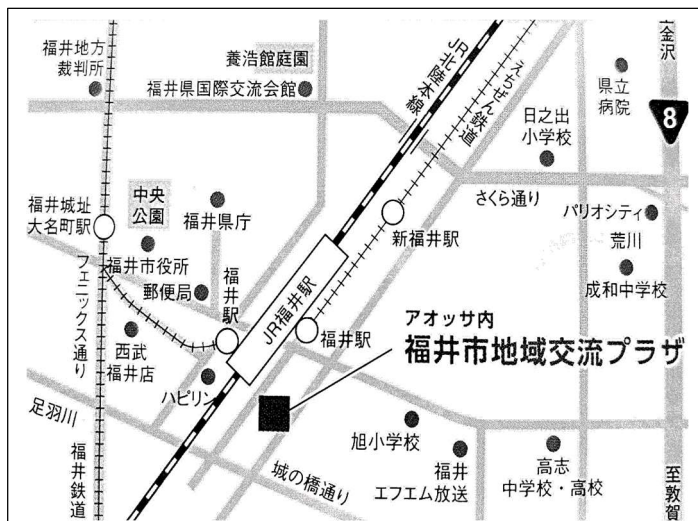 福井地方
裁判所
養浩館庭園
福井県国際交流会館
JR北陸本線
えちぜん鉄道
日之出
小学校
県立
病院
至金沢
8
さくら通り
中央
公園
福井城址
大名町駅
福井県庁
新福井駅
パリオシティ
荒川
成和中学校
フェニックス通り
福井市役所
郵便局
福井駅
JR福井駅
福井駅
アオッサ内
福井市地域交流プラザ
西武
福井店
ハピリン
足羽川
福井鉄道
城の橋通り
旭小学校
福井
エフエム放送
高志
中学校・高校
至敦賀